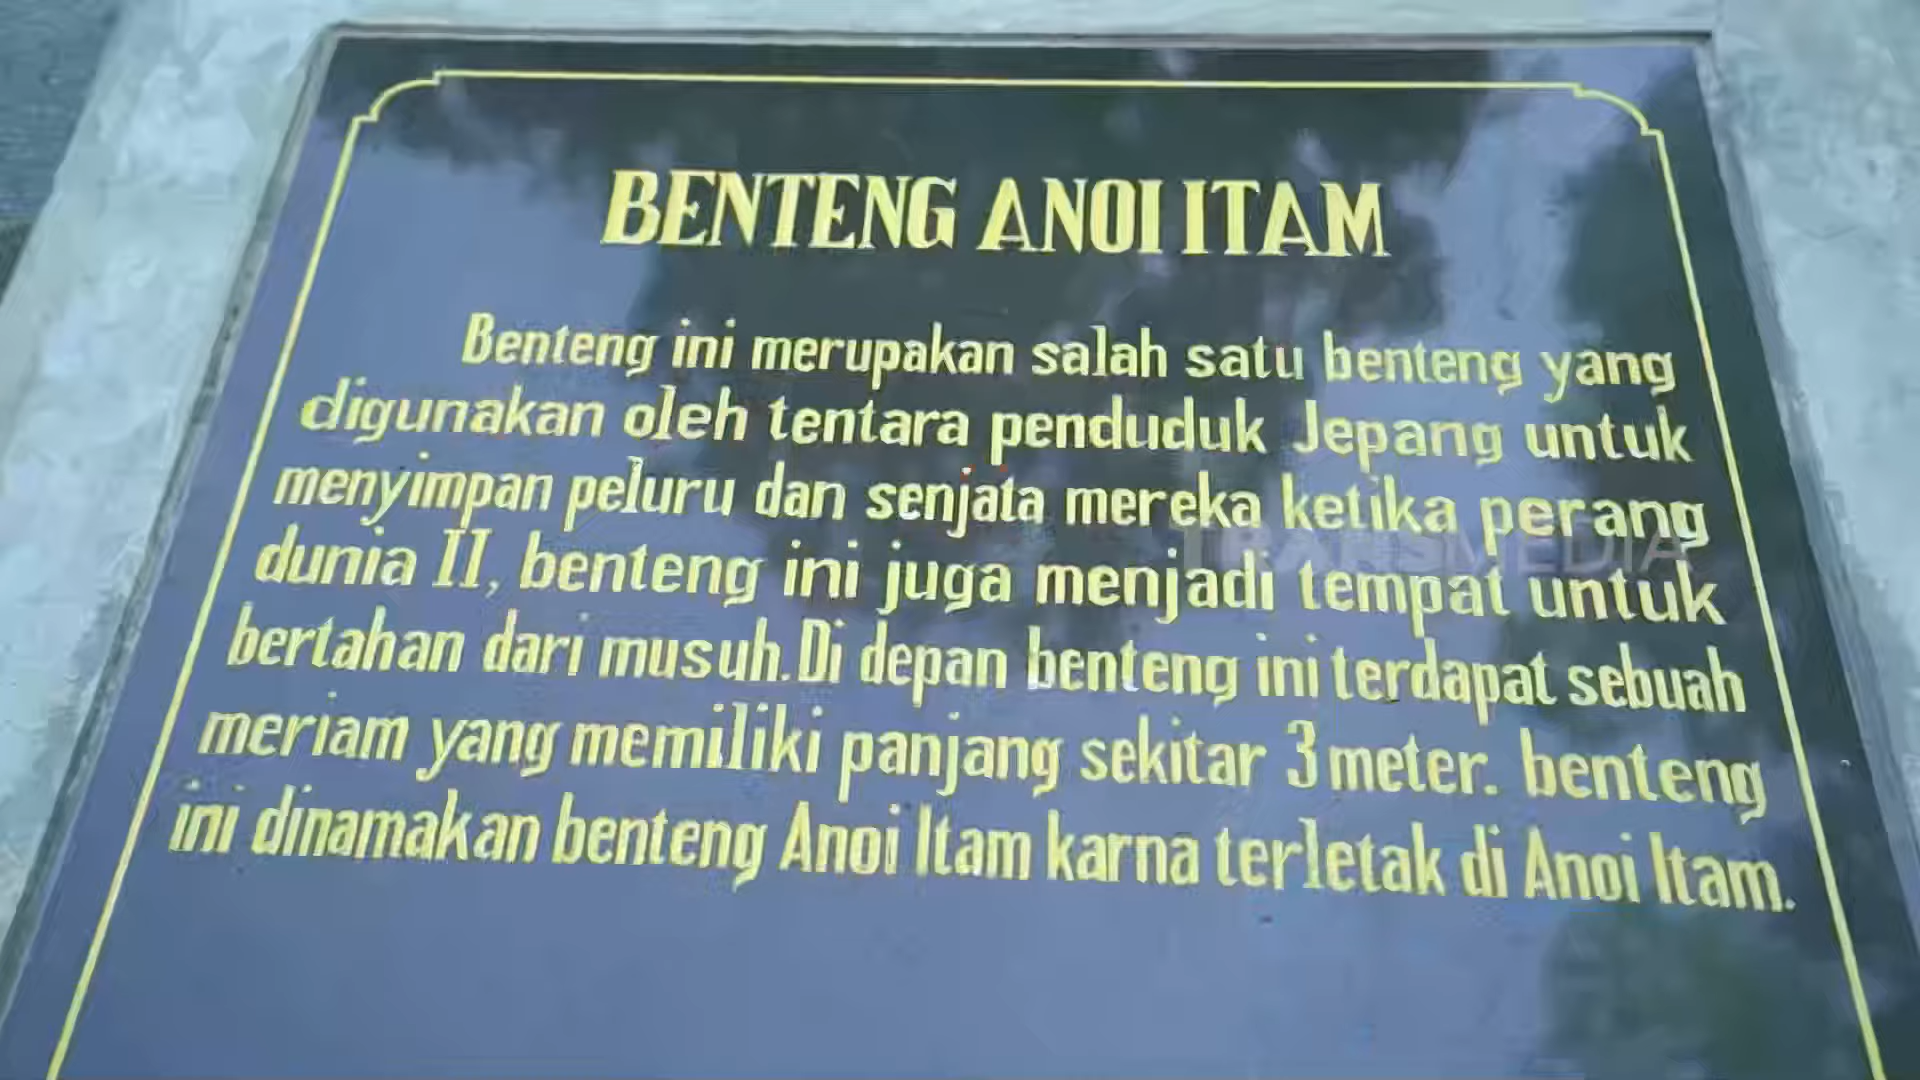 BENTENG ANOI ITAM
Benteng ini merupakan salah satu benteng yang
digunakan oleh tentara penduduk Jepang untuk
menyimpan peluru dan senjata mereka ketika perang
dunia II, benteng ini juga menjadi tempat untuk
bertahan dari musuh. Di depan benteng ini terdapat sebuah
meriam yang memiliki panjang sekitar 3 meter. benteng
ini dinamakan benteng Anoi Itam karna terletak di Anoi Itam.
TRANSMEDIA